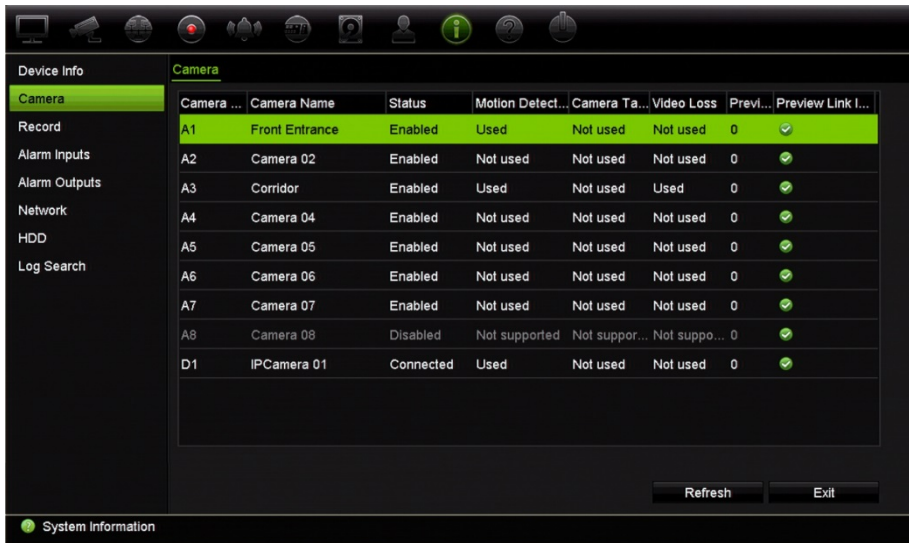 Device Info
Camera
Record
Alarm Inputs
Alarm Outputs
Network
HDD
Log Search
Camera
Camera ... Camera Name Status Motion Detect... Camera Ta... Video Loss Previ... Preview Link I...
A1 Front Entrance Enabled Used Not used Not used 0
A2 Camera 02 Enabled Not used Not used Not used 0
A3 Corridor Enabled Used Not used Used 0
A4 Camera 04 Enabled Not used Not used Not used 0
A5 Camera 05 Enabled Not used Not used Not used 0
A6 Camera 06 Enabled Not used Not used Not used 0
A7 Camera 07 Enabled Not used Not used Not used 0
A8 Camera 08 Disabled Not supported Not suppor... Not suppo... 0
D1 IPCamera 01 Connected Used Not used Not used 0
Refresh Exit
System Information